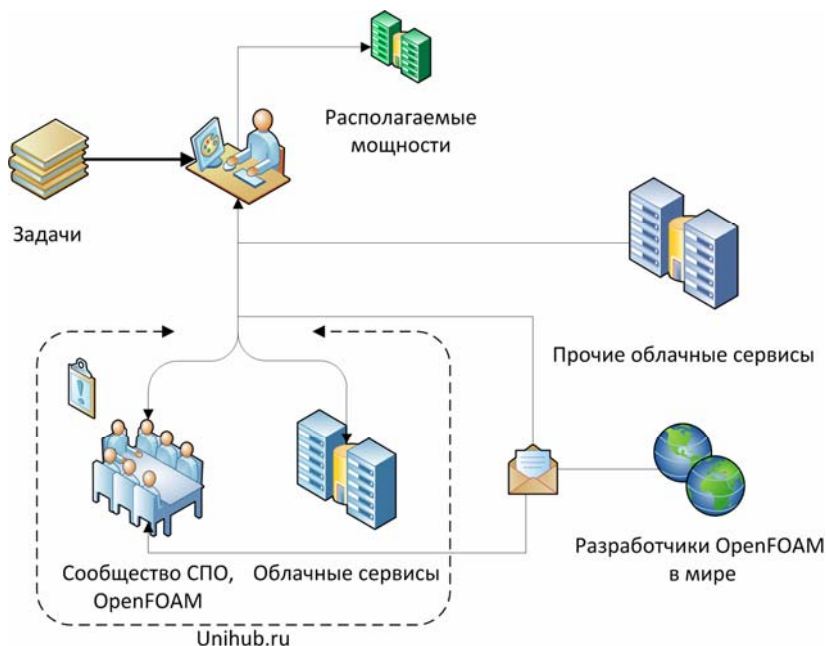 Располагаемые
мощности
Задачи
Прочие облачные сервисы
Разработчики OpenFOAM
в мире
Сообщество СПО,
OpenFOAM
Облачные сервисы
Unihub.ru